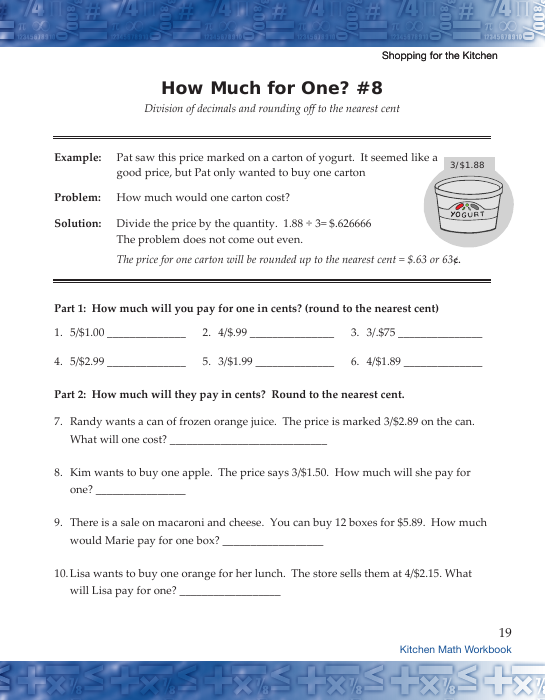 Shopping for the Kitchen
How Much for One? #8
Division of decimals and rounding off to the nearest cent
Example: Pat saw this price marked on a carton of yogurt. It seemed like a
good price, but Pat only wanted to buy one carton
3/$1.88
YOGURT
Problem: How much would one carton cost?
Solution: Divide the price by the quantity. 1.88 ÷ 3= $.626666
The problem does not come out even.
The price for one carton will be rounded up to the nearest cent = $.63 or 63¢.
Part 1: How much will you pay for one in cents? (round to the nearest cent)
1. 5/$1.00 ______________ 2. 4/$.99 _______________ 3. 3/.$75 _______________
4. 5/$2.99 ______________ 5. 3/$1.99 _______________ 6. 4/$1.89 ______________
Part 2: How much will they pay in cents? Round to the nearest cent.
7. Randy wants a can of frozen orange juice. The price is marked 3/$2.89 on the can.
What will one cost? ____________________________
8. Kim wants to buy one apple. The price says 3/$1.50. How much will she pay for
one? ________________
9. There is a sale on macaroni and cheese. You can buy 12 boxes for $5.89. How much
would Marie pay for one box? __________________
10. Lisa wants to buy one orange for her lunch. The store sells them at 4/$2.15. What
will Lisa pay for one? __________________
19
Kitchen Math Workbook